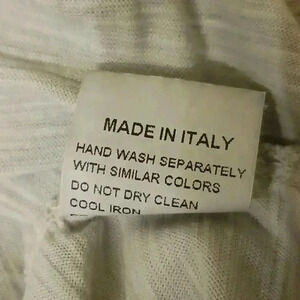 MADE IN ITALY
HAND WASH SEPARATELY
WITH SIMILAR COLORS
DO NOT DRY CLEAN
COOL IRON